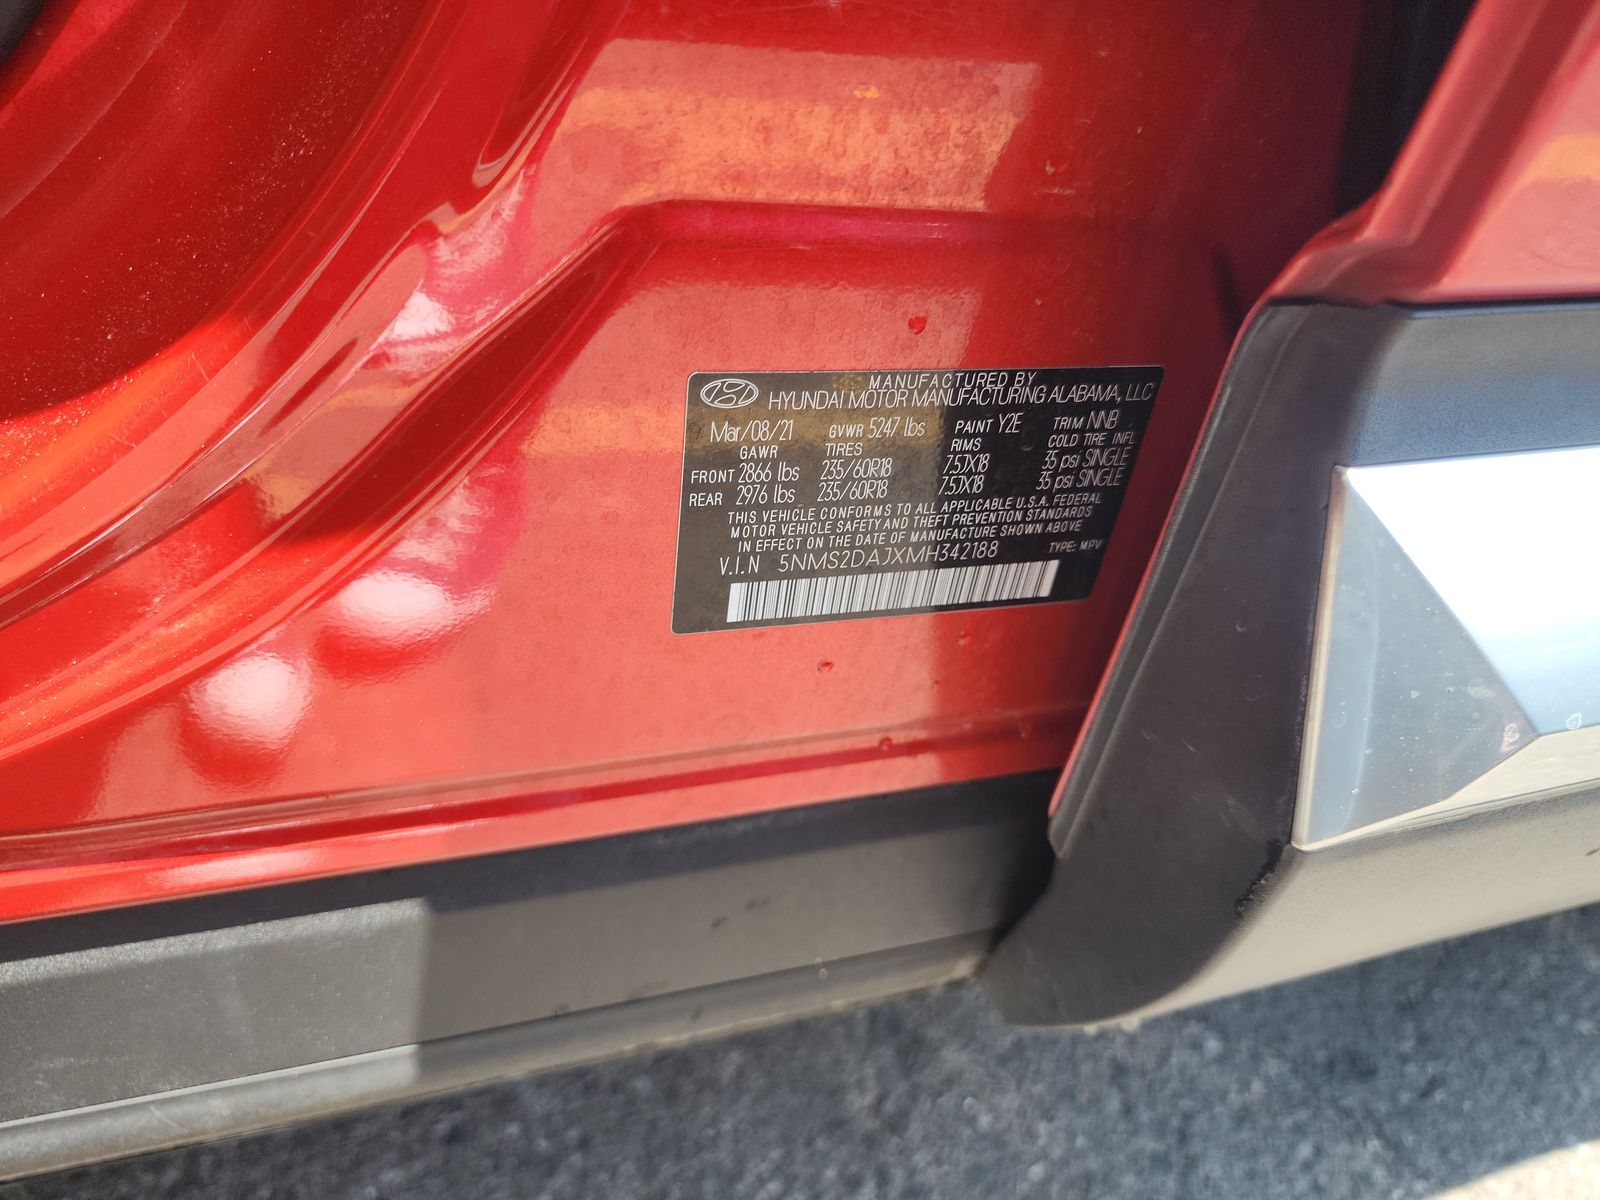 MANUFACTURED BY
HYUNDAI MOTOR MANUFACTURING ALABAMA, LLC
Mar/08/21 GVWR 5247 lbs PAINT Y2E TRIM NNB
GAWR TIRES RIMS COLD TIRE INFL
FRONT 2866 lbs 235/60R18 7.5JX18 35 psi SINGLE
REAR 2976 lbs 235/60R18 7.5JX18 35 psi SINGLE
THIS VEHICLE CONFORMS TO ALL APPLICABLE U.S.A. FEDERAL
MOTOR VEHICLE SAFETY AND THEFT PREVENTION STANDARDS
IN EFFECT ON THE DATE OF MANUFACTURE SHOWN ABOVE
V.I.N 5NMS2DAJXMH342188 TYPE: MPV